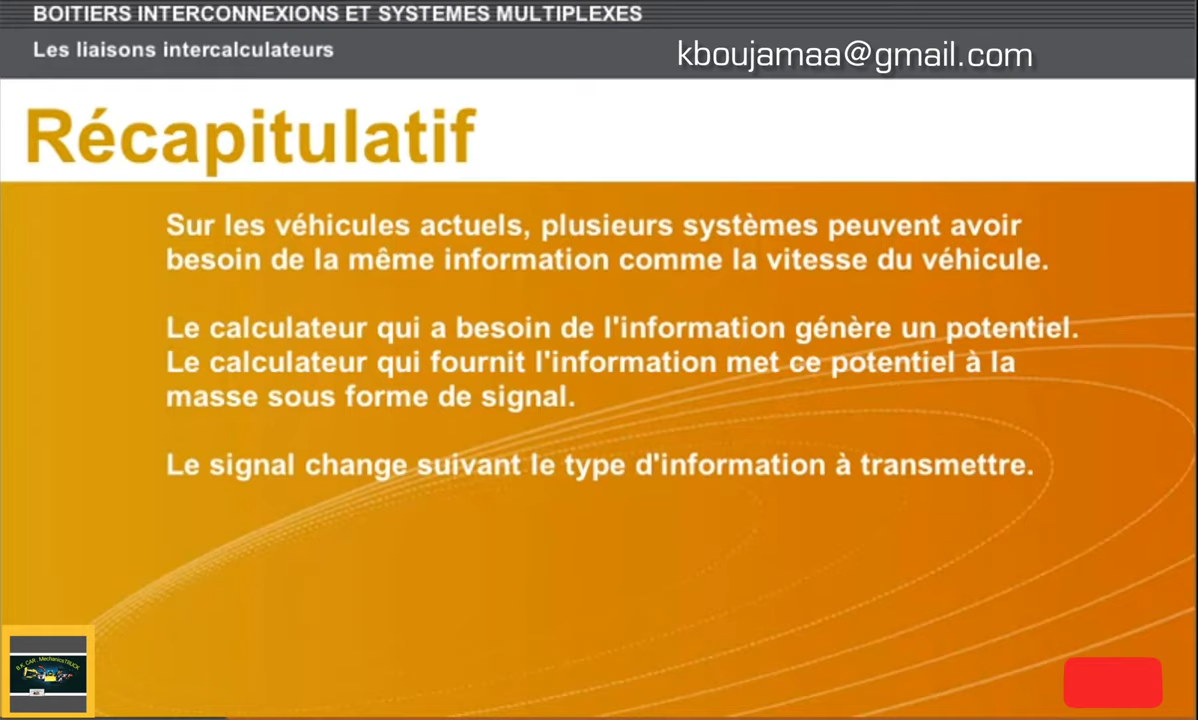 BOITIERS INTERCONNEXIONS ET SYSTEMES MULTIPLEXES
Les liaisons intercalculateurs
kboujamaa@gmail.com
Récapitulatif
Sur les véhicules actuels, plusieurs systèmes peuvent avoir
besoin de la même information comme la vitesse du véhicule.
Le calculateur qui a besoin de l'information génère un potentiel.
Le calculateur qui fournit l'information met ce potentiel à la
masse sous forme de signal.
Le signal change suivant le type d'information à transmettre.
B.K CAR . MechanicsTRUCK